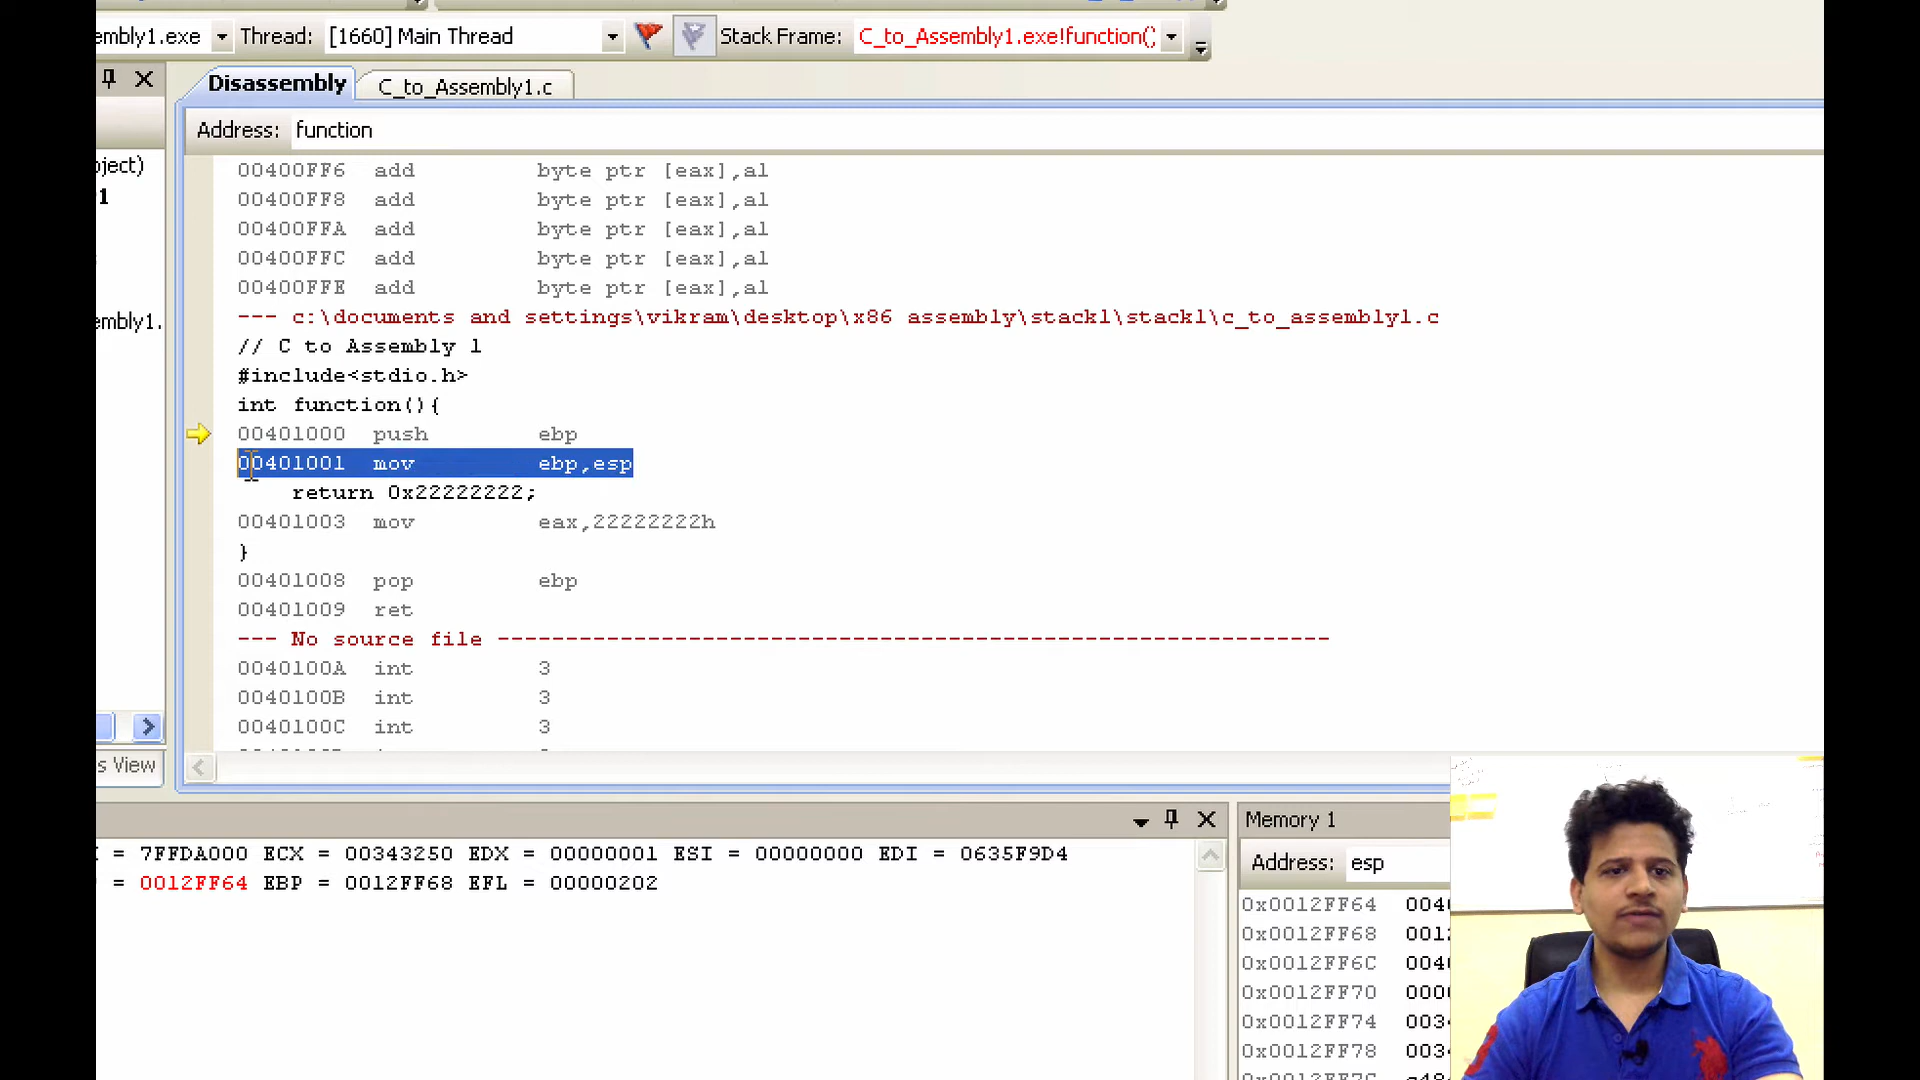 embly1.exe Thread: [1660] Main Thread Stack Frame: C_to_Assembly1.exe!function()
Disassembly C_to_Assembly1.c
Address: function
oject)
1
embly1.
s View
00400FF6 add byte ptr [eax],al
00400FF8 add byte ptr [eax],al
00400FFA add byte ptr [eax],al
00400FFC add byte ptr [eax],al
00400FFE add byte ptr [eax],al
--- c:\documents and settings\vikram\desktop\x86 assembly\stack1\stack1\c_to_assembly1.c
// C to Assembly 1
#include<stdio.h>
int function(){
00401000 push ebp
00401001 mov ebp,esp
return 0x22222222;
00401003 mov eax,22222222h
}
00401008 pop ebp
00401009 ret
--- No source file -------------------------------------------------------------
0040100A int 3
0040100B int 3
0040100C int 3
= 7FFDA000 ECX = 00343250 EDX = 00000001 ESI = 00000000 EDI = 0635F9D4
= 0012FF64 EBP = 0012FF68 EFL = 00000202
Memory 1
Address: esp
0x0012FF64 004
0x0012FF68 0012
0x0012FF6C 004
0x0012FF70 000
0x0012FF74 003
0x0012FF78 003